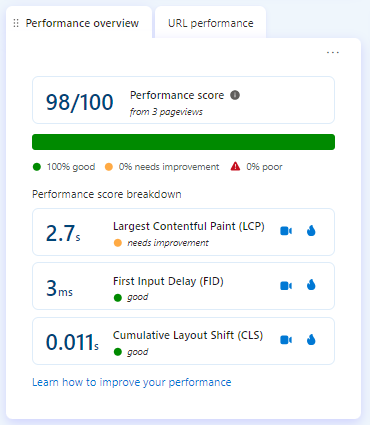 Performance overview
URL performance
...
98/100
Performance score
from 3 pageviews
100% good
0% needs improvement
0% poor
Performance score breakdown
2.7s
Largest Contentful Paint (LCP)
needs improvement
3ms
First Input Delay (FID)
good
0.011s
Cumulative Layout Shift (CLS)
good
Learn how to improve your performance